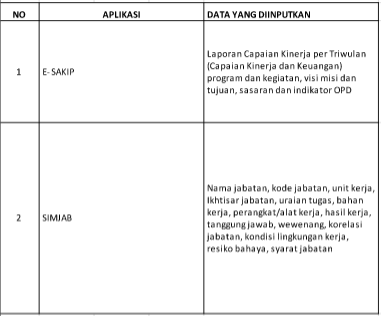 NO APLIKASI DATA YANG DIINPUTKAN
1 E-SAKIP
Laporan Capaian Kinerja per Triwulan
(Capaian Kinerja dan Keuangan)
program dan kegiatan, visi misi dan
tujuan, sasaran dan indikator OPD
2 SIMJAB
Nama jabatan, kode jabatan, unit kerja,
Ikhtisar jabatan, uraian tugas, bahan
kerja, perangkat/alat kerja, hasil kerja,
tanggung jawab, wewenang, korelasi
jabatan, kondisi lingkungan kerja,
resiko bahaya, syarat jabatan